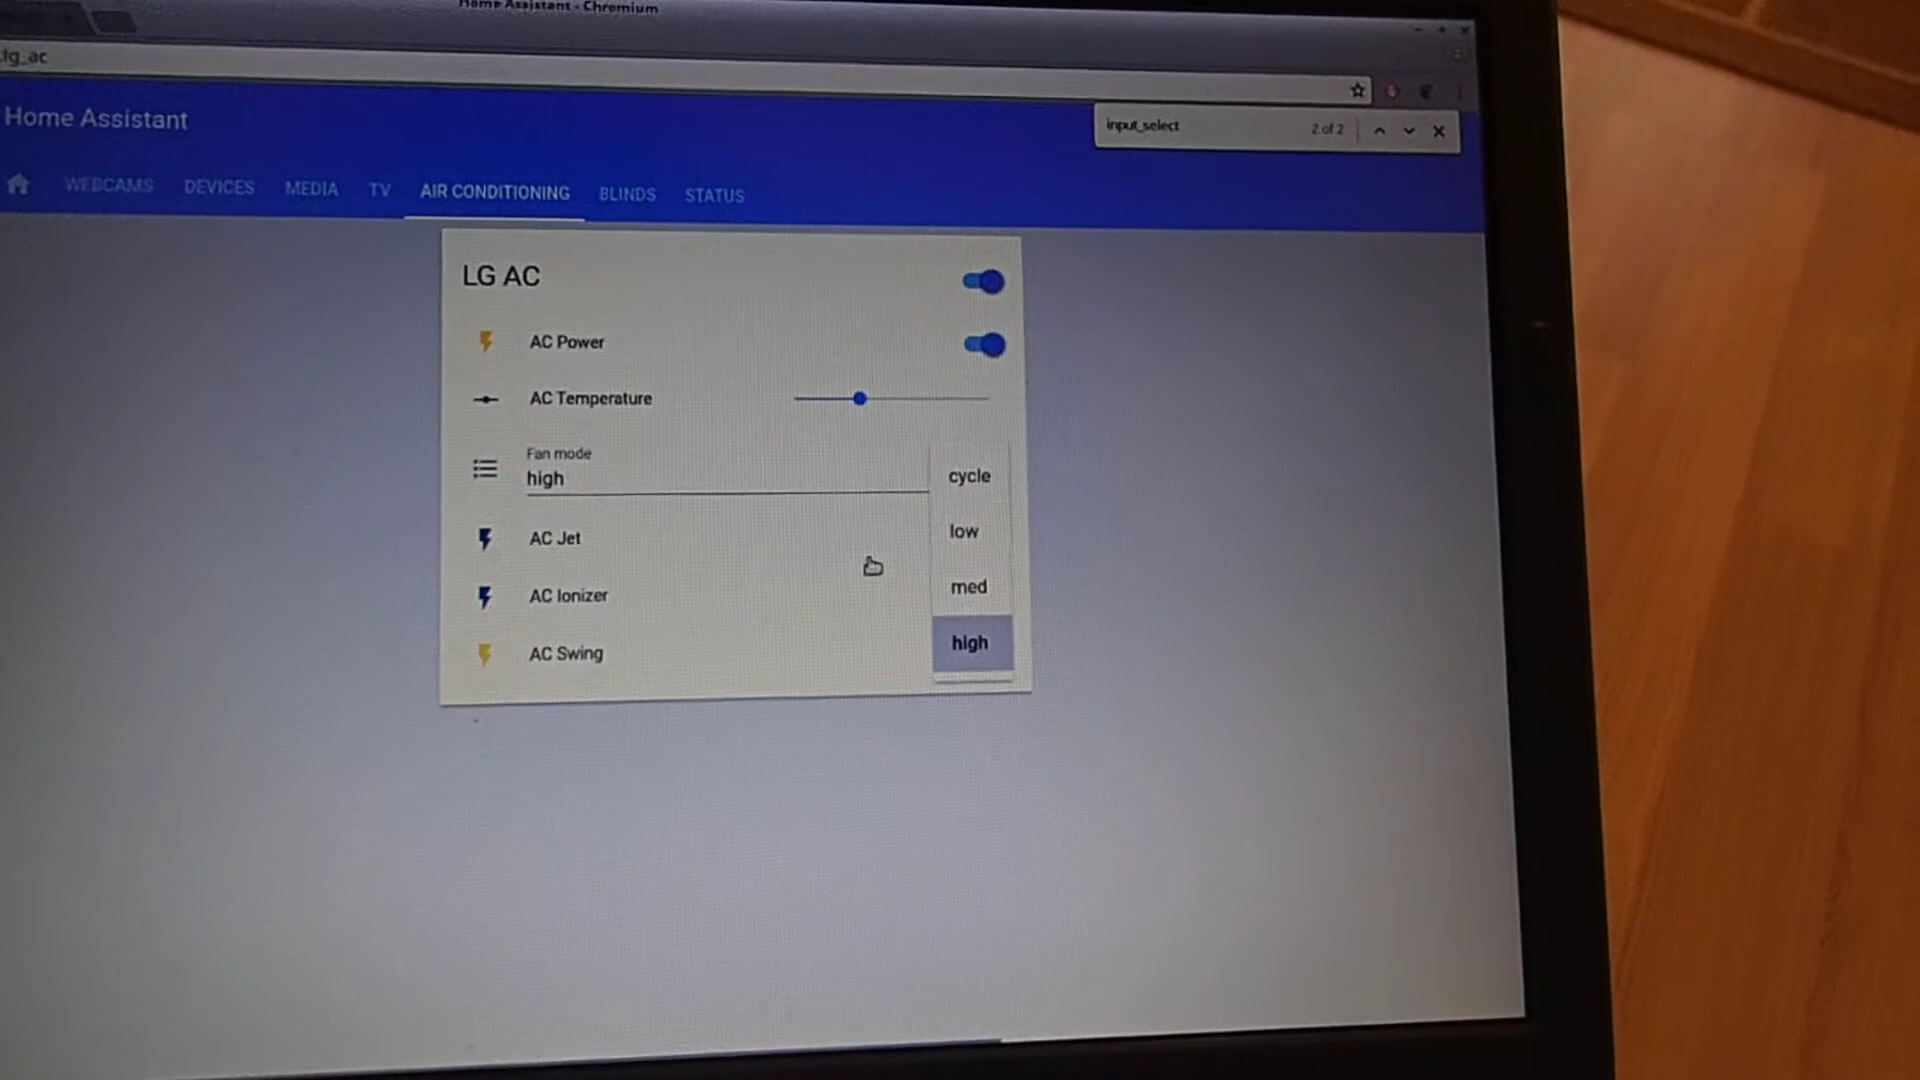 Home Assistant - Chromium
lg_ac
Home Assistant
input_select
2 of 2
WEBCAMS
DEVICES
MEDIA
TV
AIR CONDITIONING
BLINDS
STATUS
LG AC
AC Power
AC Temperature
Fan mode
high
cycle
low
med
high
AC Jet
AC Ionizer
AC Swing